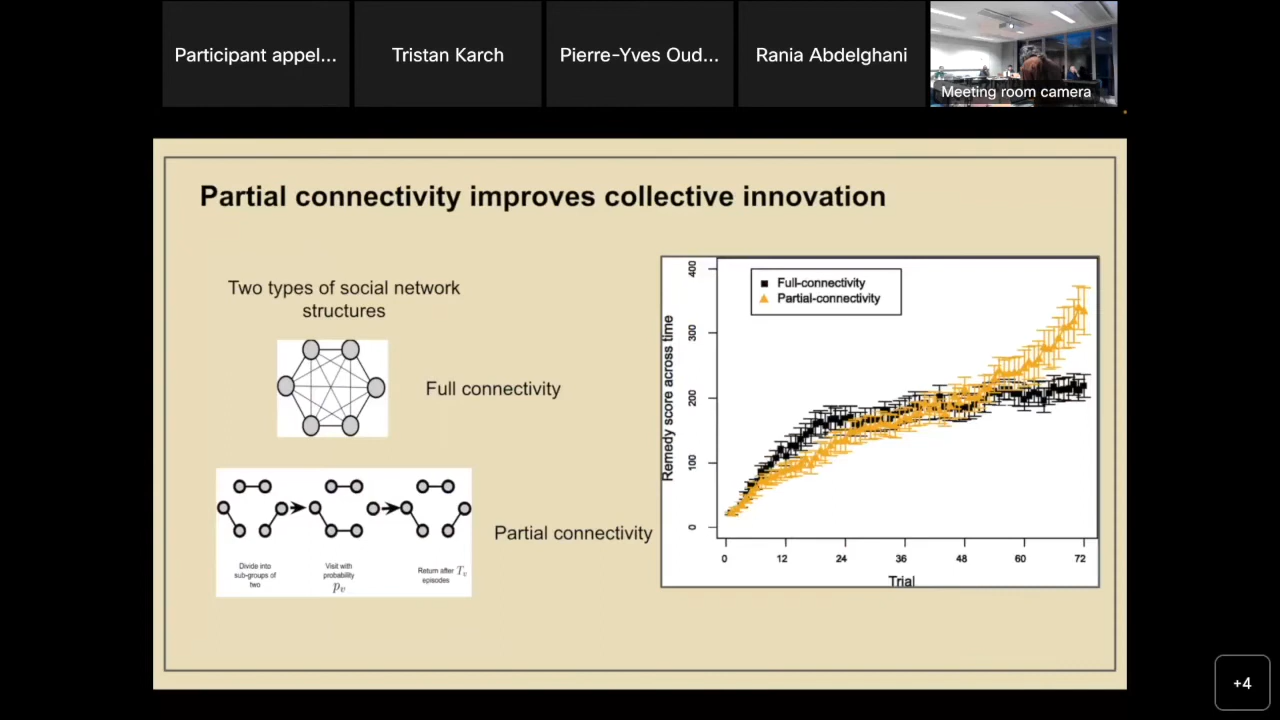 Participant appel...
Tristan Karch
Pierre-Yves Oud...
Rania Abdelghani
Meeting room camera
Partial connectivity improves collective innovation
Two types of social network
structures
Full connectivity
Divide into
sub-groups of
two
Visit with
probability
pᵥ
Return after Tᵥ
episodes
Partial connectivity
Full-connectivity
Partial-connectivity
Remedy score across time
400
300
200
100
0
0 12 24 36 48 60 72
Trial
+4